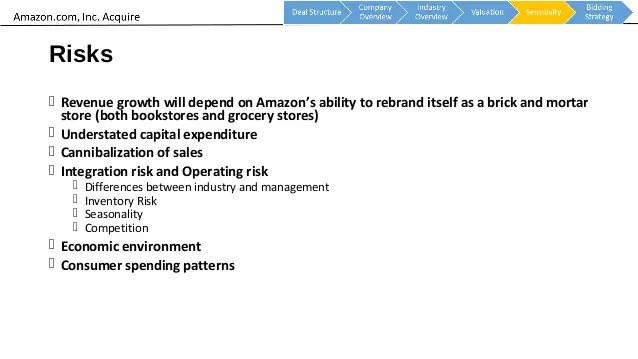 Amazon.com, Inc. Acquire
Deal Structure
Company
Overview
Industry
Overview
Valuation
Sensitivity
Bidding
Strategy
Risks
Revenue growth will depend on Amazon's ability to rebrand itself as a brick and mortar
store (both bookstores and grocery stores)
Understated capital expenditure
Cannibalization of sales
Integration risk and Operating risk
Differences between industry and management
Inventory Risk
Seasonality
Competition
Economic environment
Consumer spending patterns